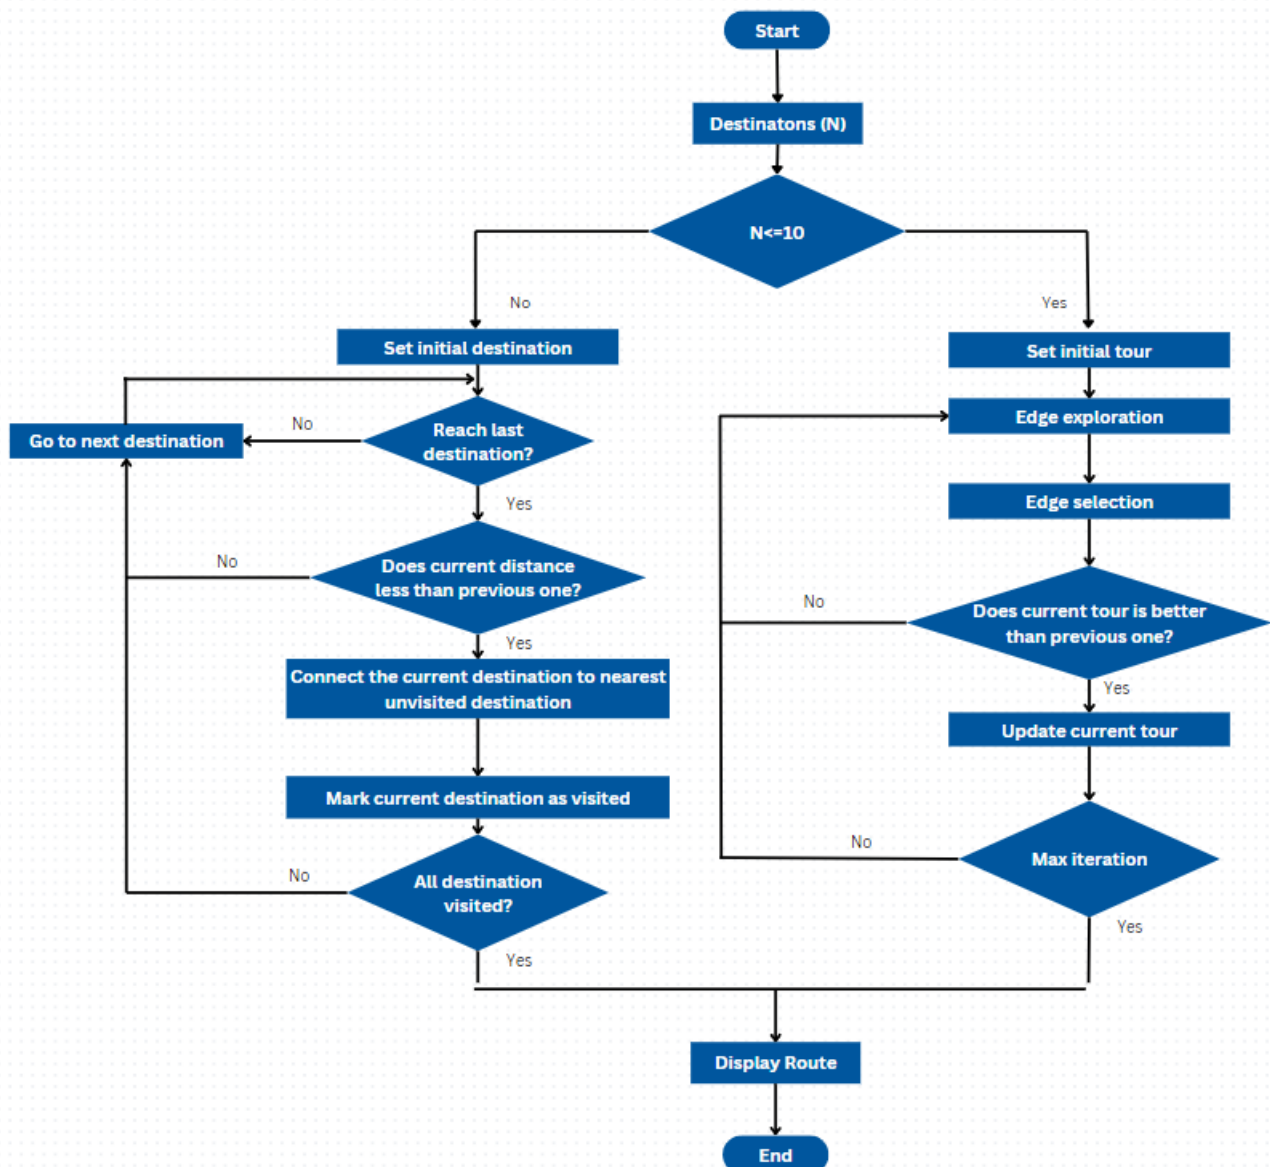 Start
Destinatons (N)
N<=10
No
Yes
Set initial destination
Set initial tour
Go to next destination
No
Reach last
destination?
Edge exploration
Yes
Edge selection
No
Does current distance
less than previous one?
No
Does current tour is better
than previous one?
Yes
Connect the current destination to nearest
unvisited destination
Yes
Update current tour
Mark current destination as visited
No
All destination
visited?
No
Max iteration
Yes
Yes
Display Route
End